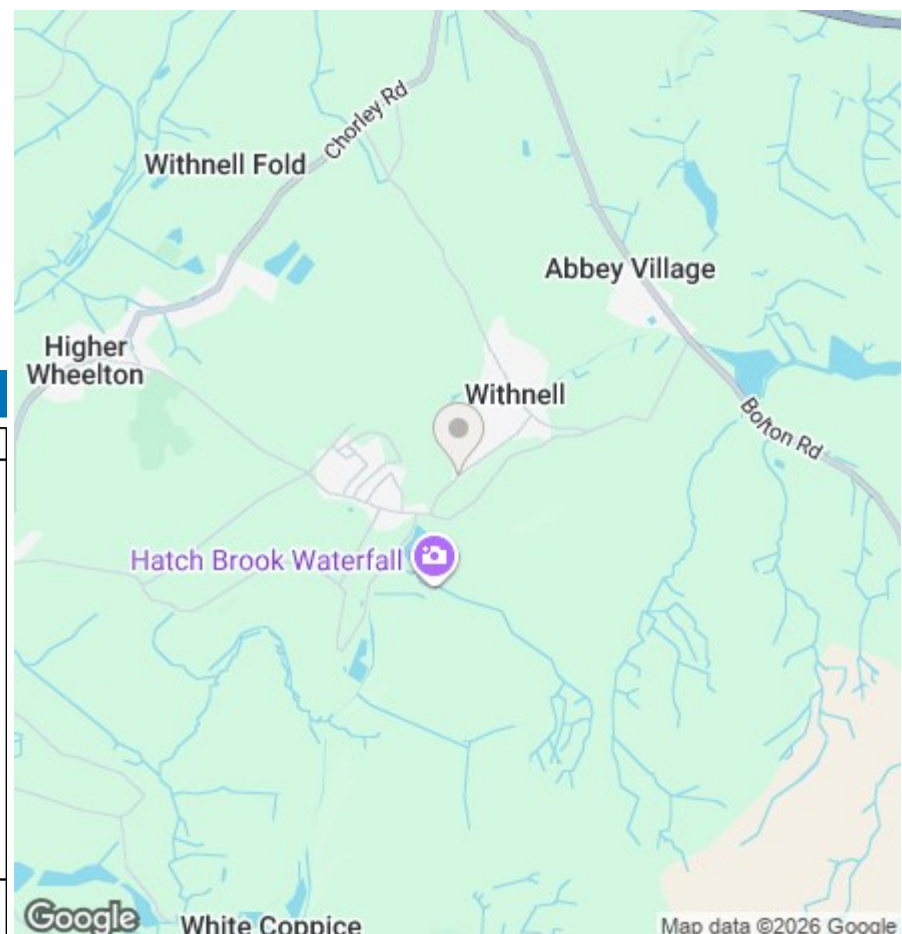 Chorley Rd
Withnell Fold
Abbey Village
Higher
Wheelton
Withnell
Bolton Rd
Hatch Brook Waterfall
White Coppice
Google
Map data ©2026 Google